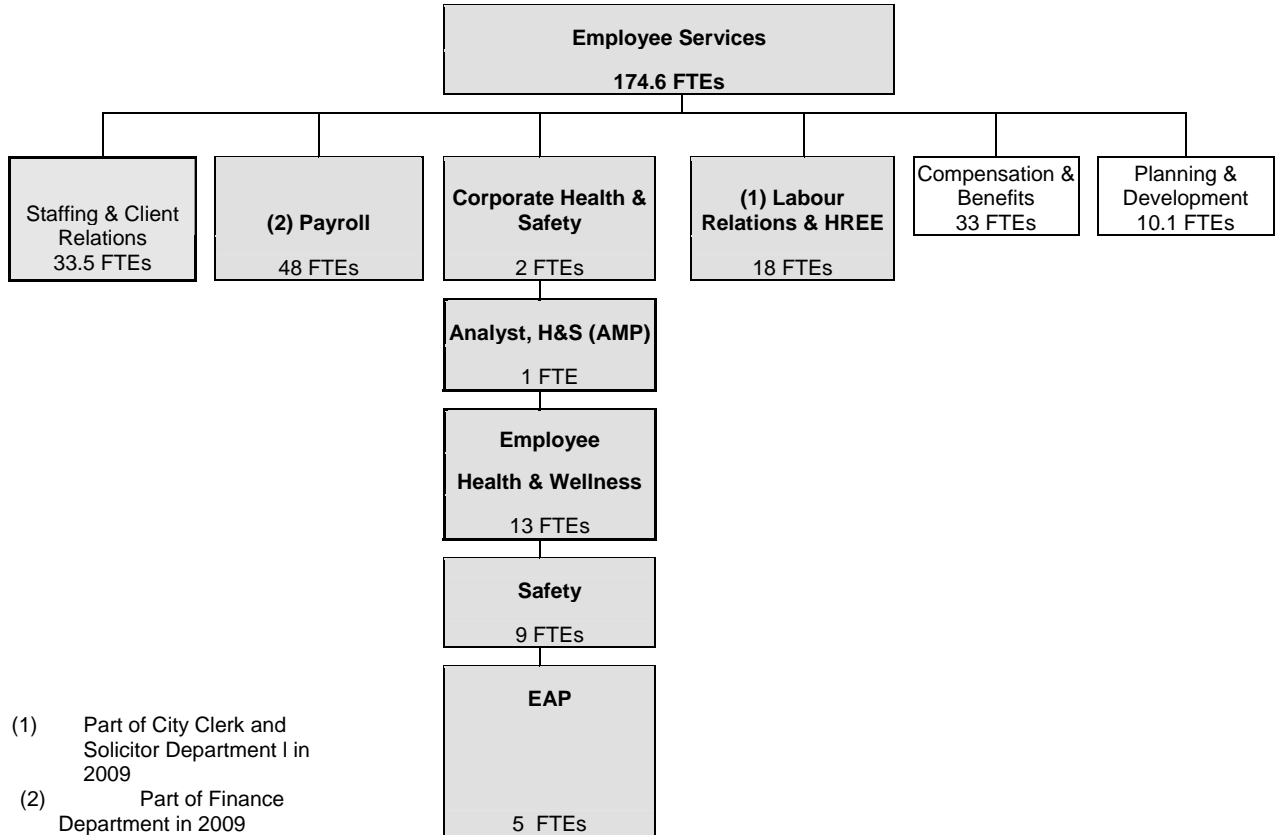 Employee Services
174.6 FTEs
Staffing & Client
Relations
33.5 FTEs
(2) Payroll
48 FTEs
Corporate Health &
Safety
2 FTEs
(1) Labour
Relations & HREE
18 FTEs
Compensation &
Benefits
33 FTEs
Planning &
Development
10.1 FTEs
Analyst, H&S (AMP)
1 FTE
Employee
Health & Wellness
13 FTEs
Safety
9 FTEs
EAP
5 FTEs
(1) Part of City Clerk and
Solicitor Department l in
2009
(2) Part of Finance
Department in 2009